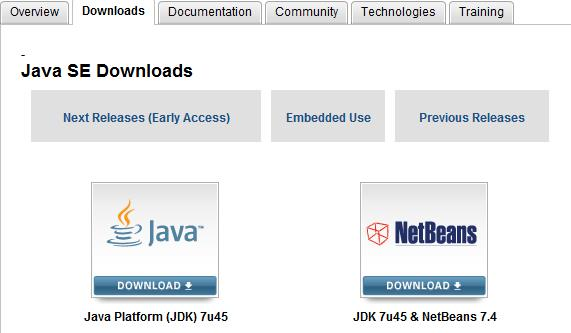 Overview Downloads Documentation Community Technologies Training
-
Java SE Downloads
Next Releases (Early Access) Embedded Use Previous Releases
Java™ NetBeans
DOWNLOAD DOWNLOAD
Java Platform (JDK) 7u45 JDK 7u45 & NetBeans 7.4